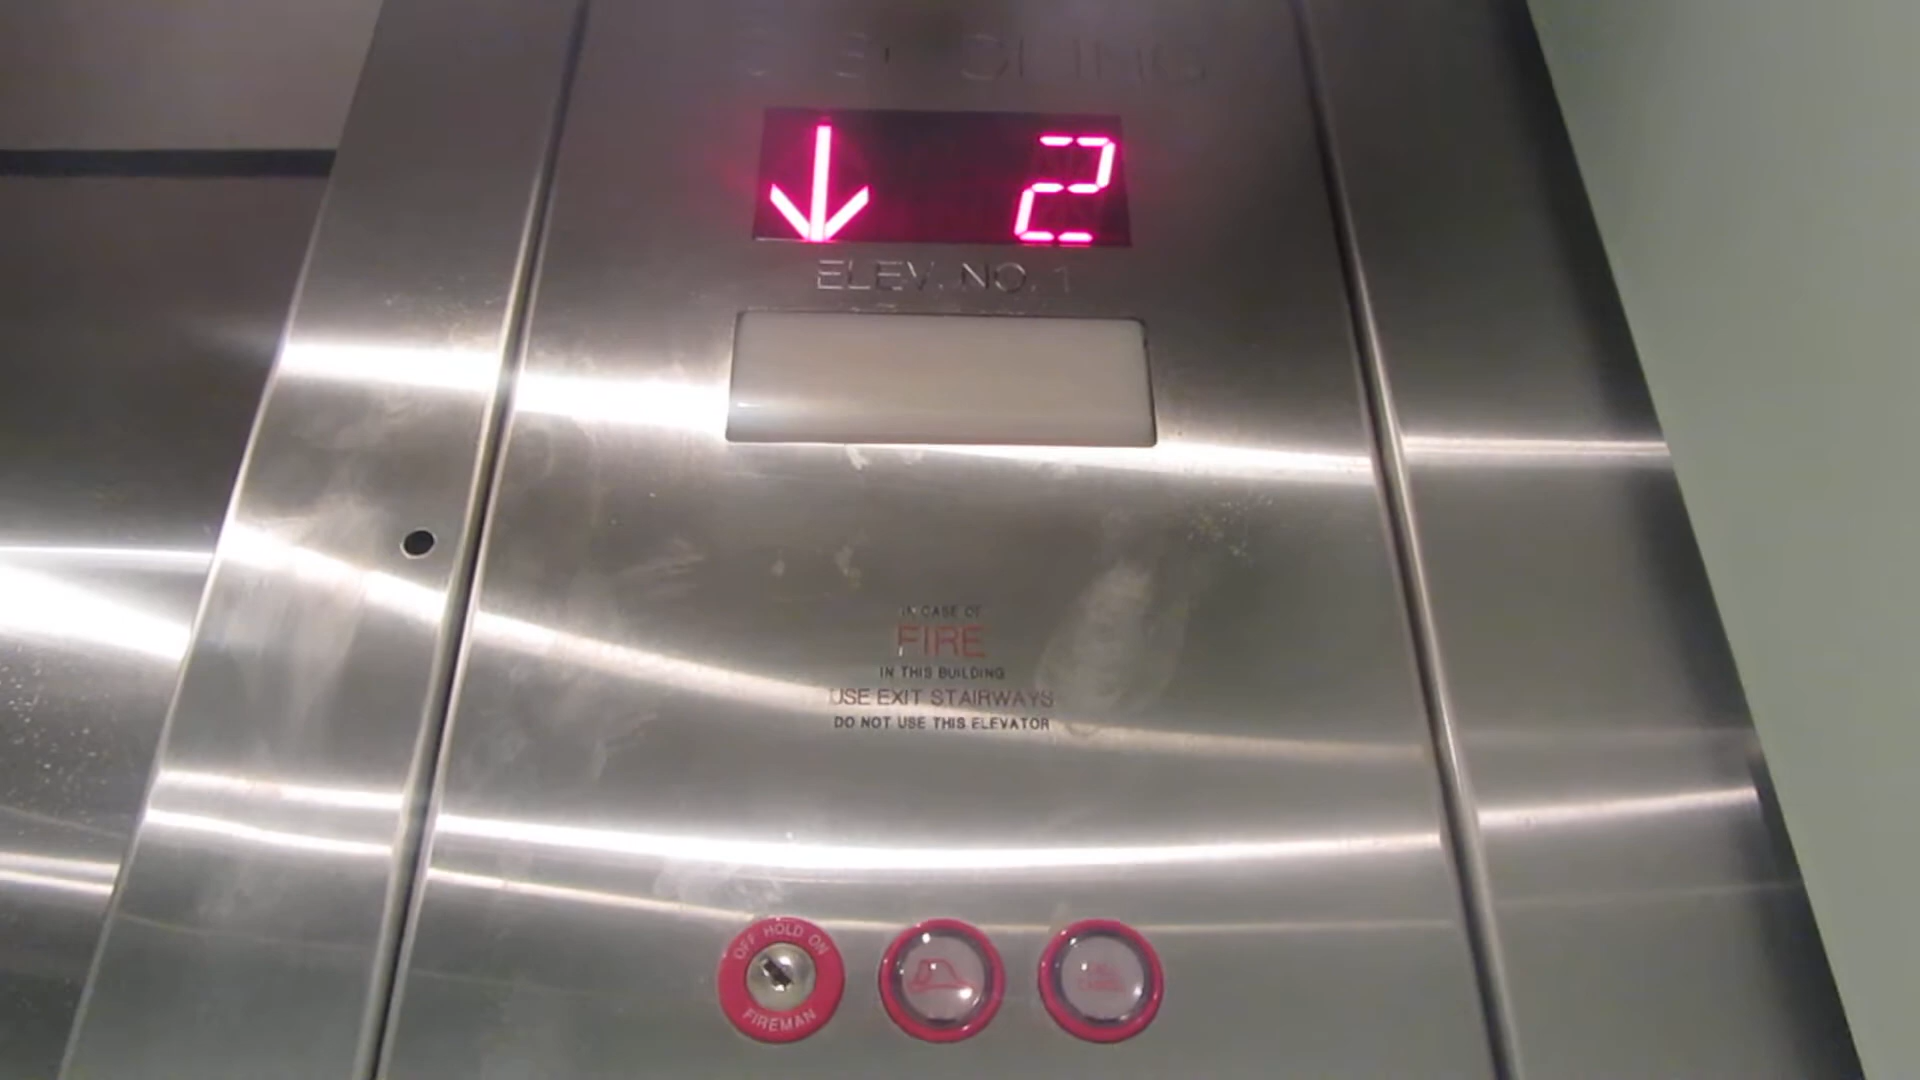 ↓ 2
ELEV. NO. 1
IN CASE OF
FIRE
IN THIS BUILDING
USE EXIT STAIRWAYS
DO NOT USE THIS ELEVATOR
OFF HOLD ON
FIREMAN